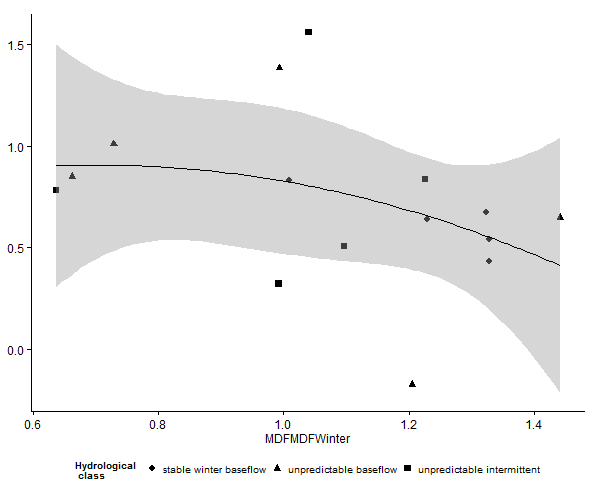 1.5
1.0
0.5
0.0
0.6 0.8 1.0 1.2 1.4
MDFMDFWinter
Hydrological
class
stable winter baseflow unpredictable baseflow unpredictable intermittent